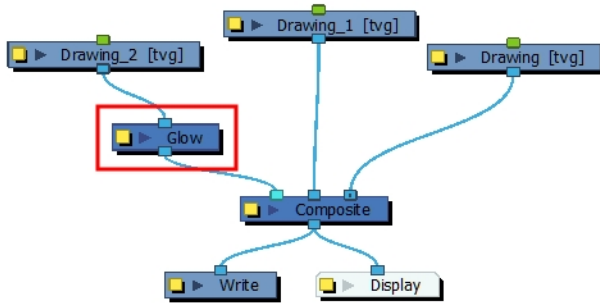 Drawing_1 [tvg]
Drawing_2 [tvg]
Drawing [tvg]
Glow
Composite
Write
Display